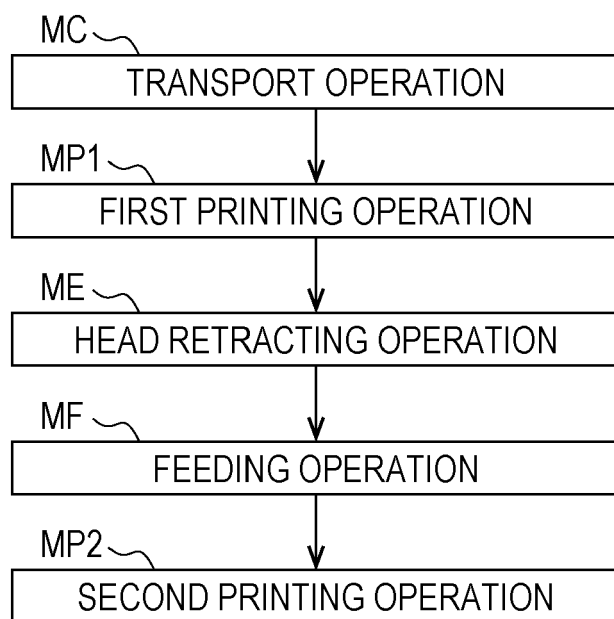 MC
TRANSPORT OPERATION
MP1
FIRST PRINTING OPERATION
ME
HEAD RETRACTING OPERATION
MF
FEEDING OPERATION
MP2
SECOND PRINTING OPERATION